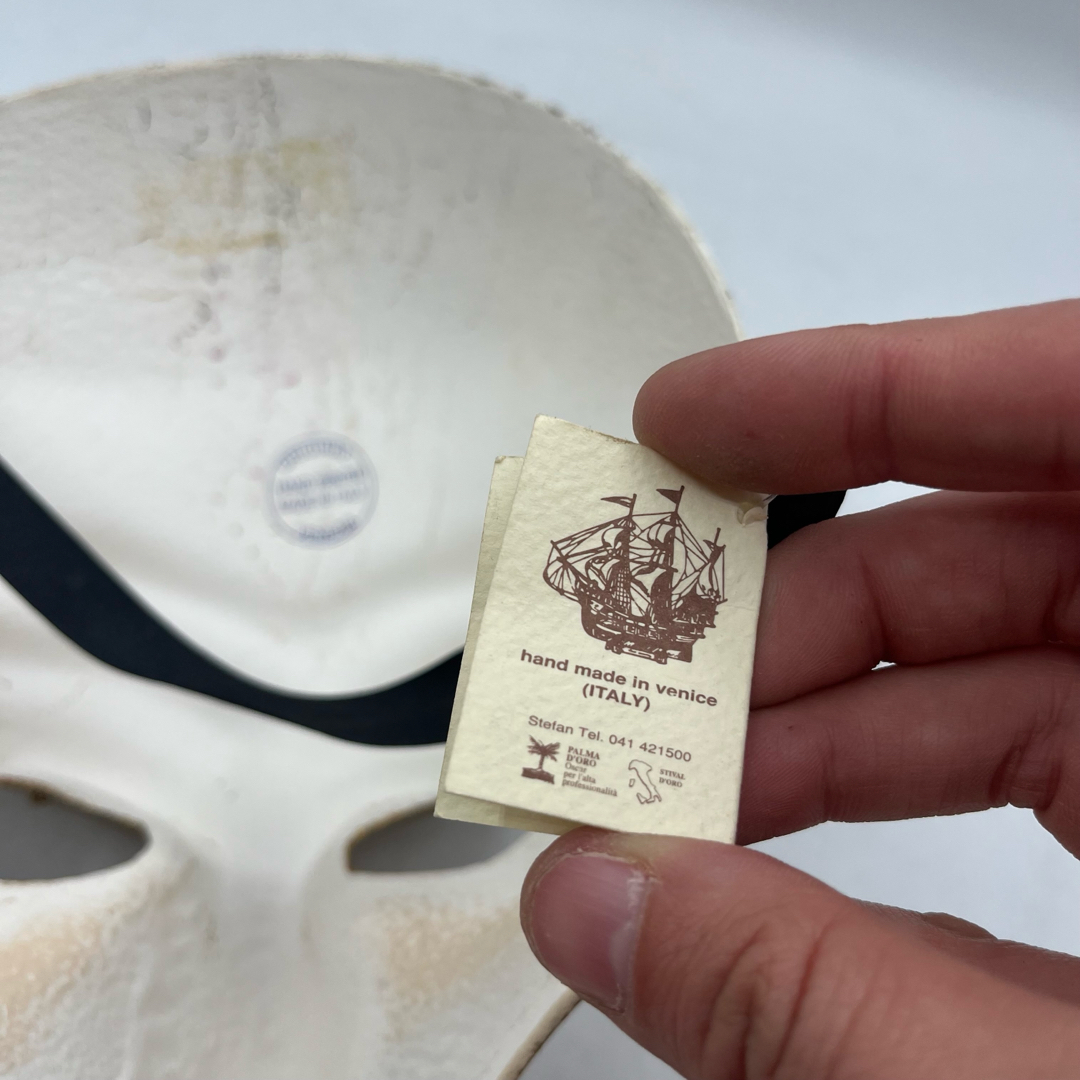 hand made in venice
(ITALY)
Stefan Tel. 041 421500
PALMA
D'ORO
Oscar
per l'alta
professionalità
STIVAL
D'ORO